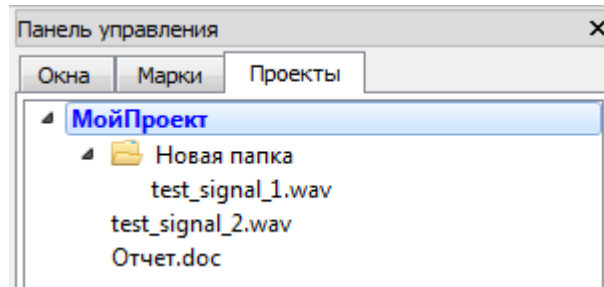 Панель управления
Окна Марки Проекты
МойПроект
Новая папка
test_signal_1.wav
test_signal_2.wav
Отчет.doc